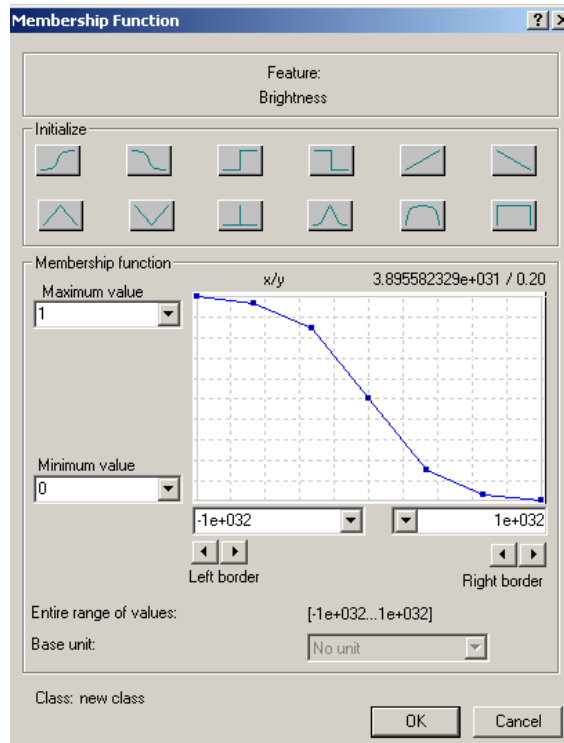 Membership Function
Feature:
Brightness
Initialize
Membership function
x/y 3.895582329e+031 / 0.20
Maximum value
1
Minimum value
0
-1e+032 1e+032
Left border Right border
Entire range of values: [-1e+032...1e+032]
Base unit: No unit
Class: new class
OK Cancel